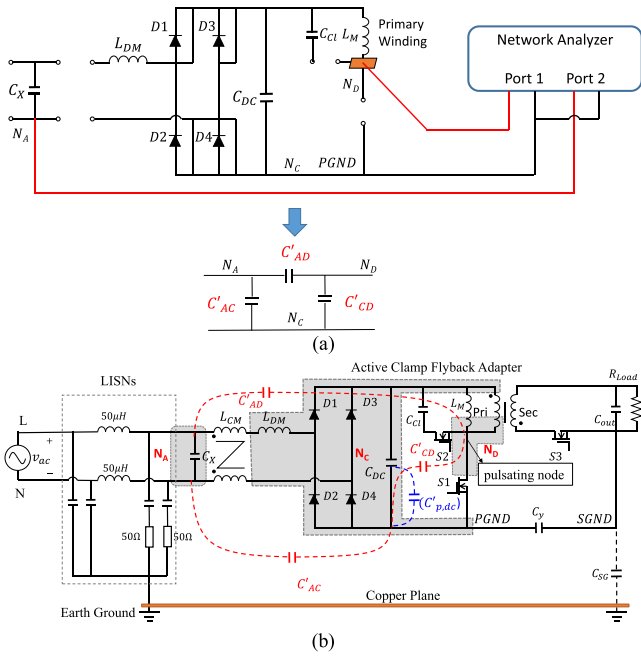 D1
D3
L_DM
C_Cl
L_M
Primary
Winding
Network Analyzer
Port 1
Port 2
C_X
C_DC
N_D
N_A
D2
D4
N_C
PGND
C'_AD
N_A
N_D
C'_AC
C'_CD
N_C
(a)
Active Clamp Flyback Adapter
LISNs
C'_AD
R_Load
50μH
L_CM
L_DM
D1
D3
L_M
Pri
Sec
C_Cl
C_out
L
+
v_ac
N_A
C_X
N_C
S2
S3
C'_CD
N_D
N
−
50μH
C_DC
pulsating node
S1
D2
D4
(C'_p,dc)
50Ω
50Ω
PGND
C_y
SGND
C'_AC
C_SG
Earth Ground
Copper Plane
(b)